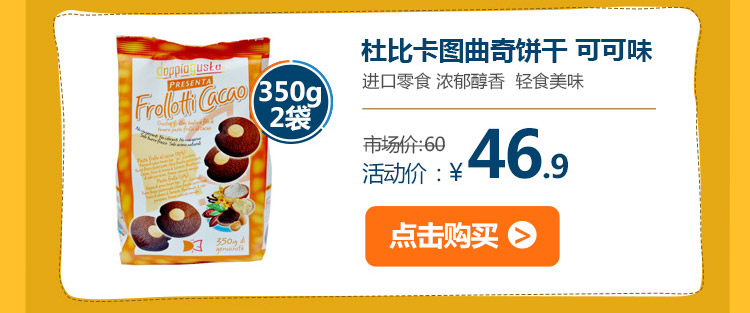 doppiogusto
PRESENTA
Frollotti Cacao
350g
2袋
350g di
杜比卡图曲奇饼干 可可味
进口零食 浓郁醇香 轻食美味
市场价:60
活动价：¥46.9
点击购买 >